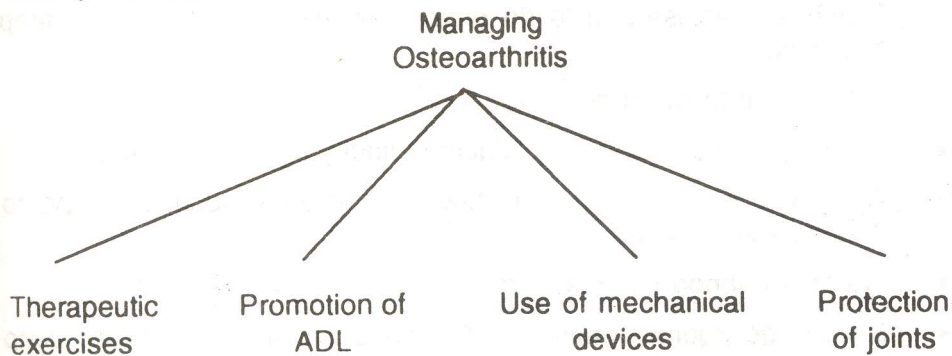 Managing
Osteoarthritis
Therapeutic
exercises
Promotion of
ADL
Use of mechanical
devices
Protection
of joints